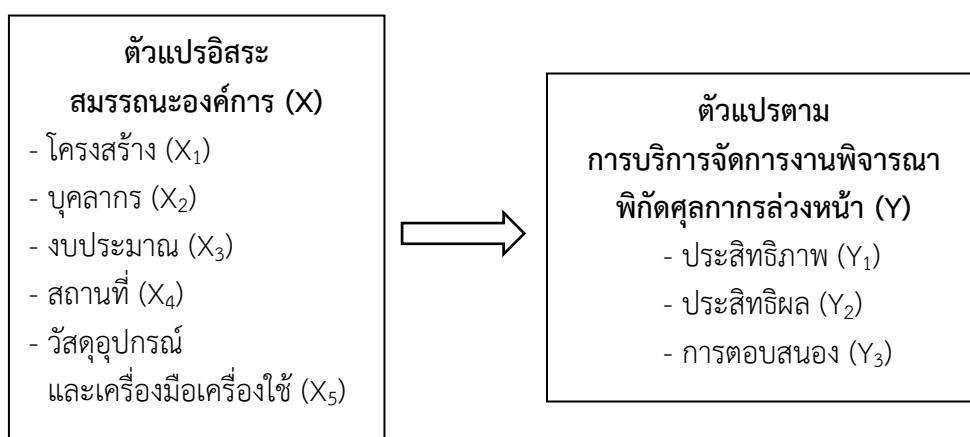 ตัวแปรอิสระ
สมรรถนะองค์การ (X)
- โครงสร้าง (X₁)
- บุคลากร (X₂)
- งบประมาณ (X₃)
- สถานที่ (X₄)
- วัสดุอุปกรณ์
และเครื่องมือเครื่องใช้ (X₅)
ตัวแปรตาม
การบริการจัดการงานพิจารณา
พิกัดศุลกากรล่วงหน้า (Y)
- ประสิทธิภาพ (Y₁)
- ประสิทธิผล (Y₂)
- การตอบสนอง (Y₃)